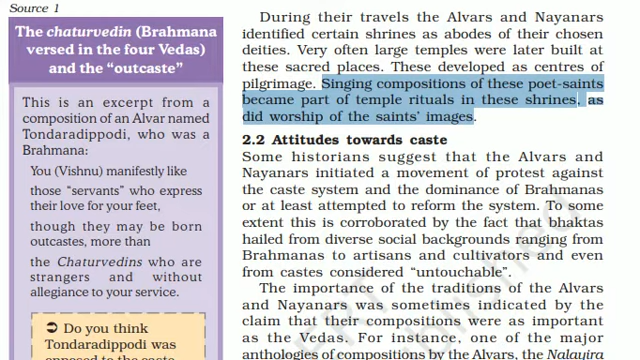 Source 1
The chaturvedin (Brahmana
versed in the four Vedas)
and the “outcaste”
This is an excerpt from a
composition of an Alvar named
Tondaradippodi, who was a
Brahmana:
You (Vishnu) manifestly like
those “servants” who express
their love for your feet,
though they may be born
outcastes, more than
the Chaturvedins who are
strangers and without
allegiance to your service.
➲ Do you think
Tondaradippodi was
opposed to the caste
During their travels the Alvars and Nayanars
identified certain shrines as abodes of their chosen
deities. Very often large temples were later built at
these sacred places. These developed as centres of
pilgrimage. Singing compositions of these poet-saints
became part of temple rituals in these shrines, as
did worship of the saints’ images.
2.2 Attitudes towards caste
Some historians suggest that the Alvars and
Nayanars initiated a movement of protest against
the caste system and the dominance of Brahmanas
or at least attempted to reform the system. To some
extent this is corroborated by the fact that bhaktas
hailed from diverse social backgrounds ranging from
Brahmanas to artisans and cultivators and even
from castes considered “untouchable”.
The importance of the traditions of the Alvars
and Nayanars was sometimes indicated by the
claim that their compositions were as important
as the Vedas. For instance, one of the major
anthologies of compositions by the Alvars, the Nalayira